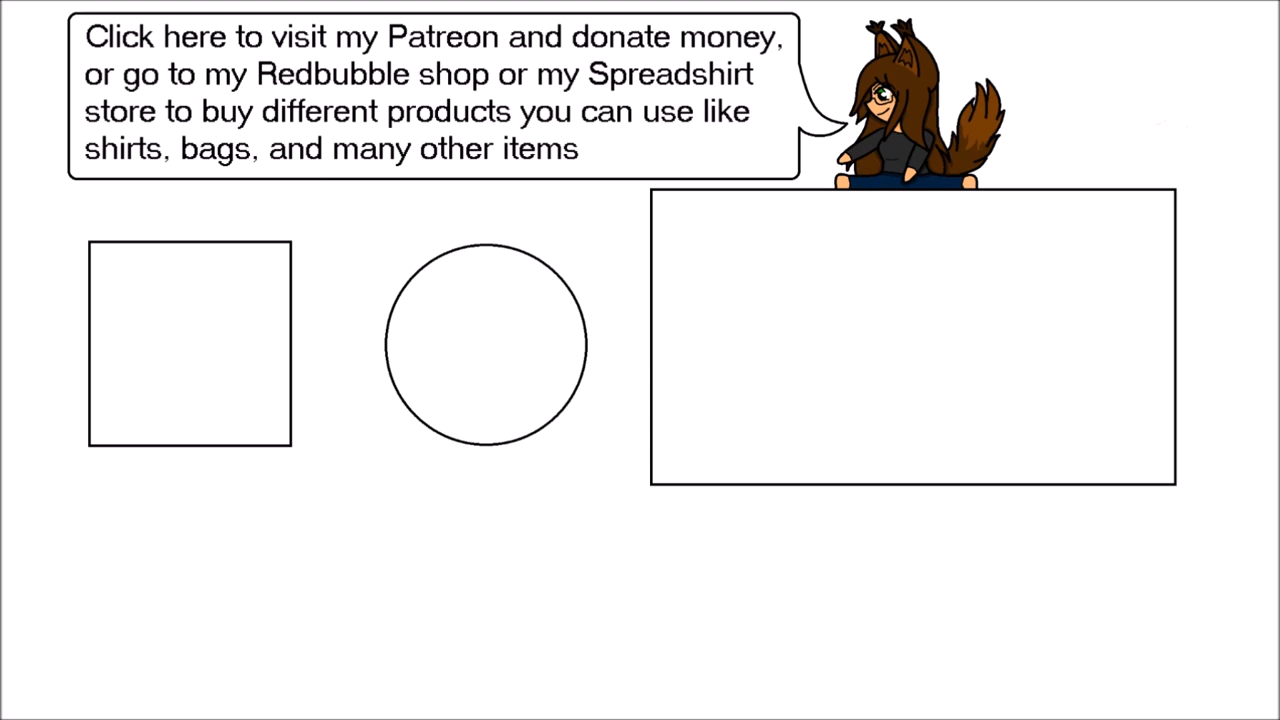 Click here to visit my Patreon and donate money,
or go to my Redbubble shop or my Spreadshirt
store to buy different products you can use like
shirts, bags, and many other items